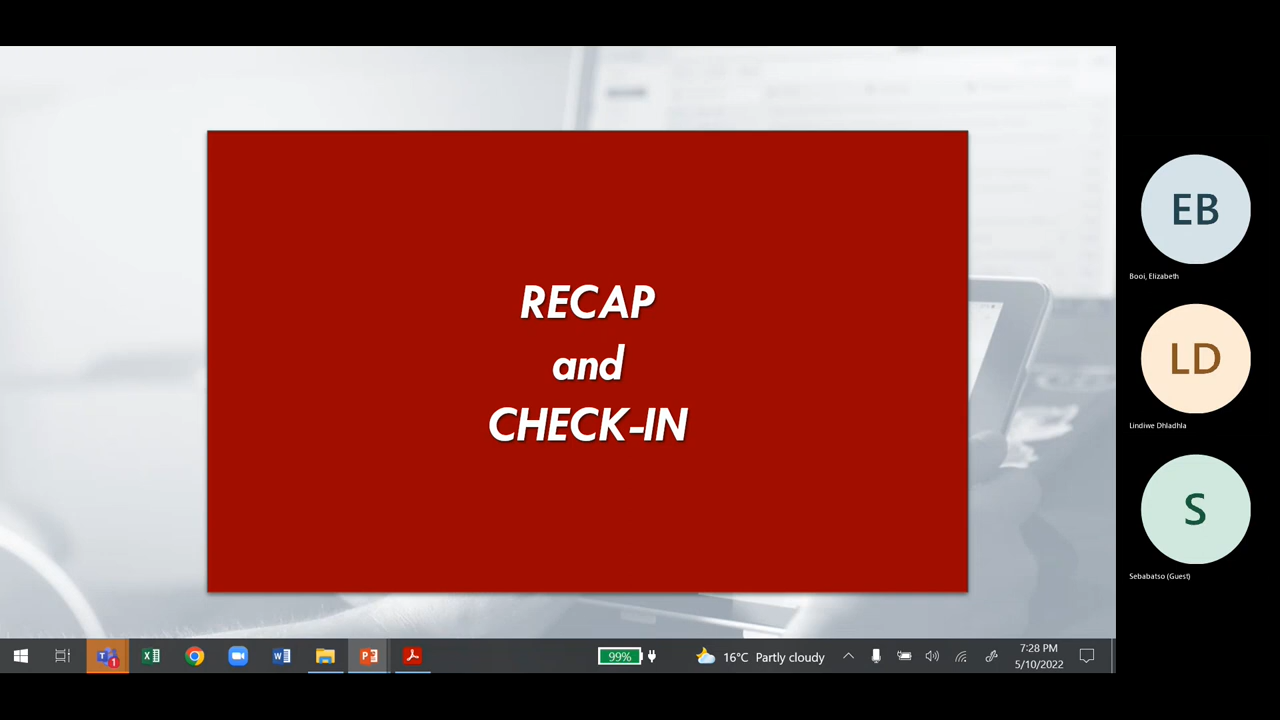 RECAP
and
CHECK-IN
EB
Booi, Elizabeth
LD
Lindiwe Dhladhla
S
Sebabatso (Guest)
99%
16°C Partly cloudy
7:28 PM
5/10/2022
1